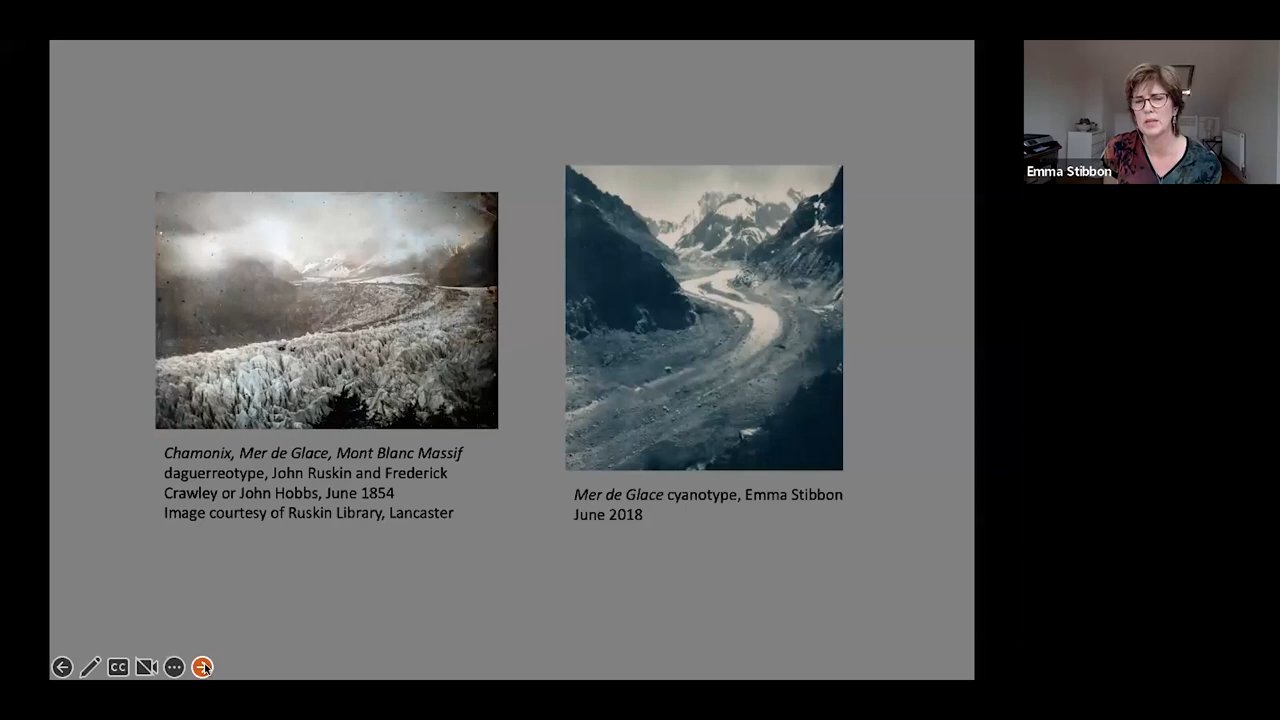 Chamonix, Mer de Glace, Mont Blanc Massif
daguerreotype, John Ruskin and Frederick
Crawley or John Hobbs, June 1854
Image courtesy of Ruskin Library, Lancaster
Mer de Glace cyanotype, Emma Stibbon
June 2018
Emma Stibbon
CC